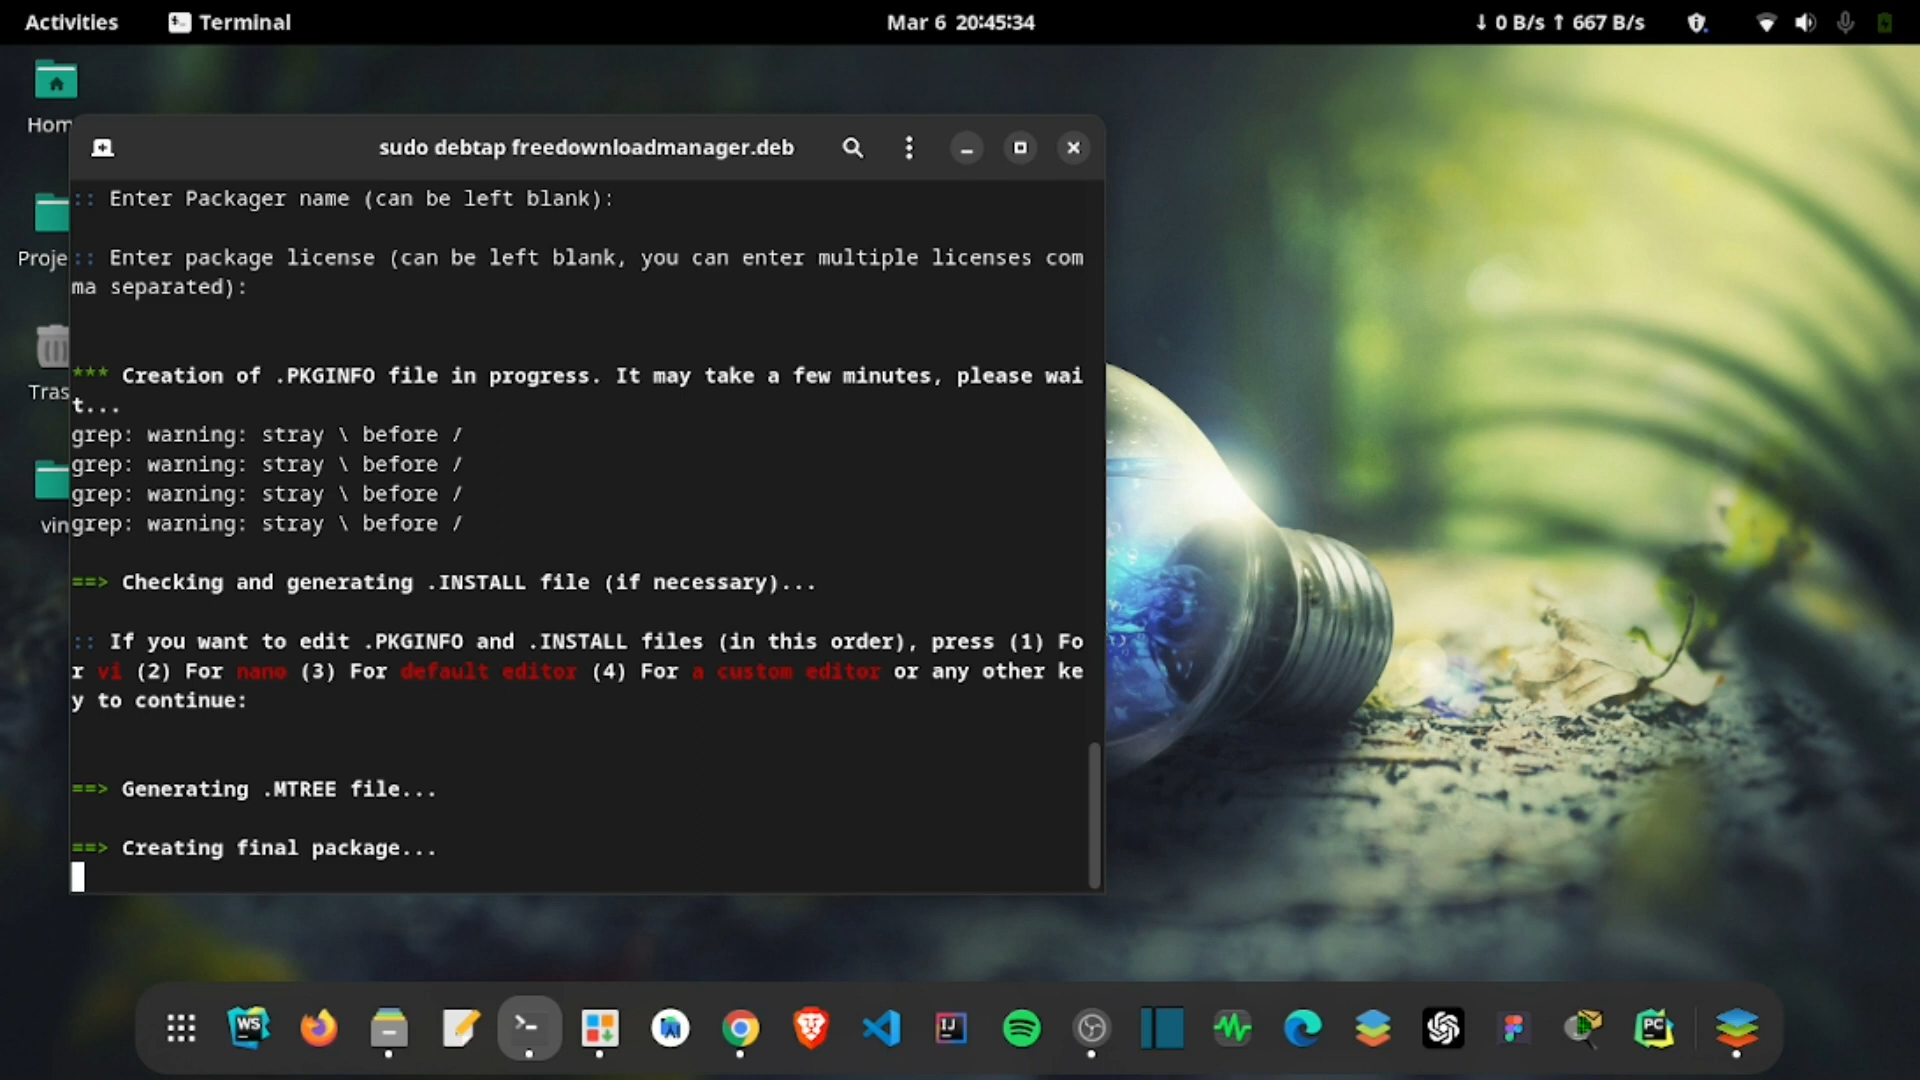 Activities
Terminal
Mar 6 20:45:34
↓ 0 B/s ↑ 667 B/s
Hom
Proje
Tras
vin
sudo debtap freedownloadmanager.deb
:: Enter Packager name (can be left blank):
:: Enter package license (can be left blank, you can enter multiple licenses com
ma separated):
*** Creation of .PKGINFO file in progress. It may take a few minutes, please wai
t...
grep: warning: stray \ before /
grep: warning: stray \ before /
grep: warning: stray \ before /
grep: warning: stray \ before /
==> Checking and generating .INSTALL file (if necessary)...
:: If you want to edit .PKGINFO and .INSTALL files (in this order), press (1) Fo
r vi (2) For nano (3) For default editor (4) For a custom editor or any other ke
y to continue:
==> Generating .MTREE file...
==> Creating final package...
WS
IJ
PC